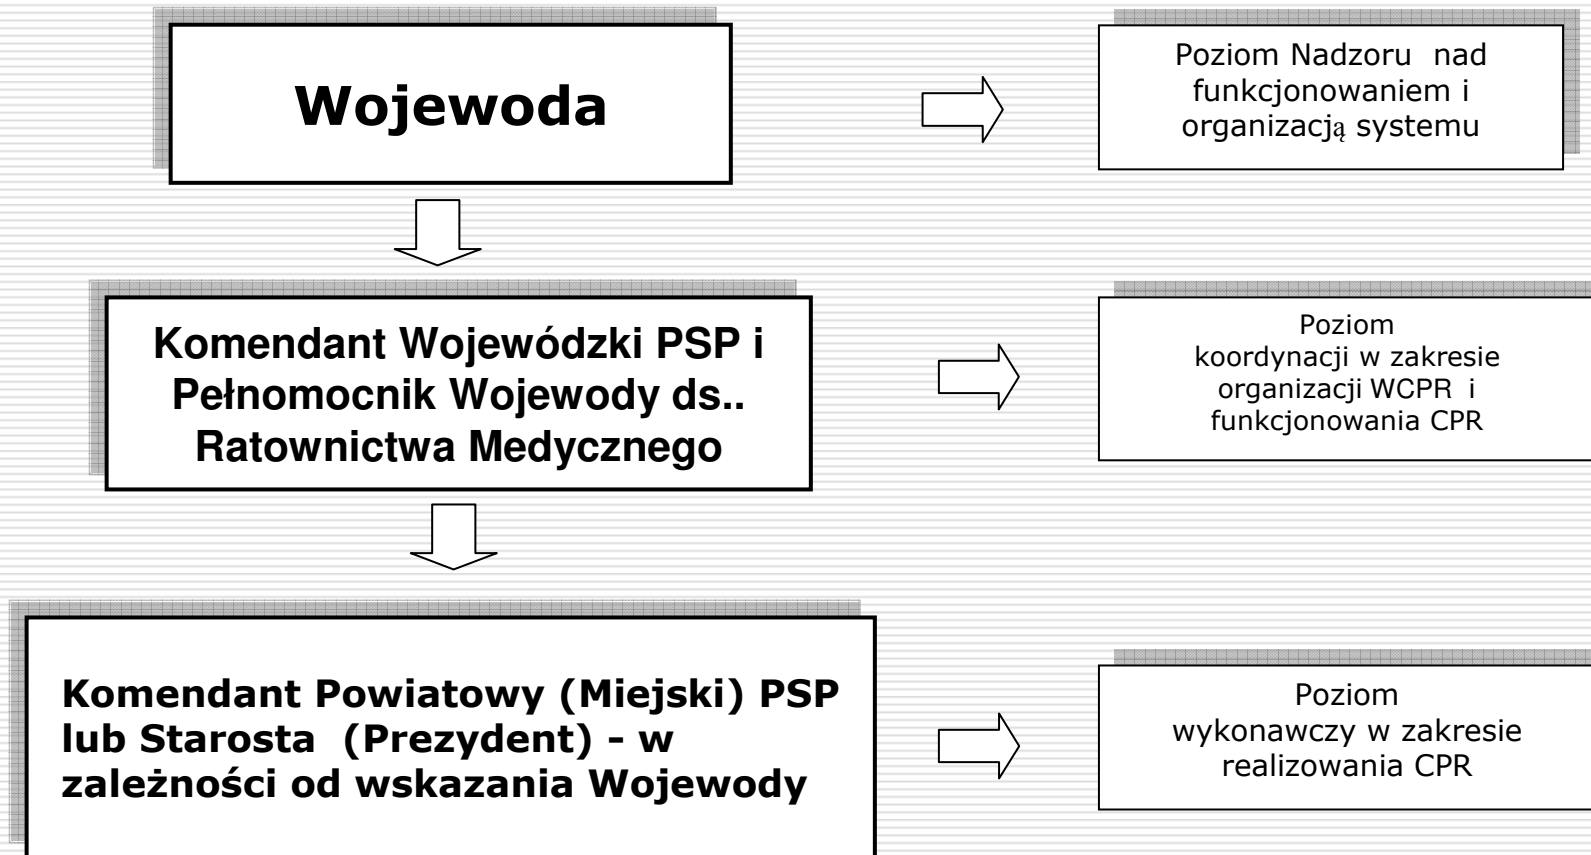 Wojewoda
Poziom Nadzoru nad
funkcjonowaniem i
organizacją systemu
Komendant Wojewódzki PSP i
Pełnomocnik Wojewody ds..
Ratownictwa Medycznego
Poziom
koordynacji w zakresie
organizacji WCPR i
funkcjonowania CPR
Komendant Powiatowy (Miejski) PSP
lub Starosta (Prezydent) - w
zależności od wskazania Wojewody
Poziom
wykonawczy w zakresie
realizowania CPR